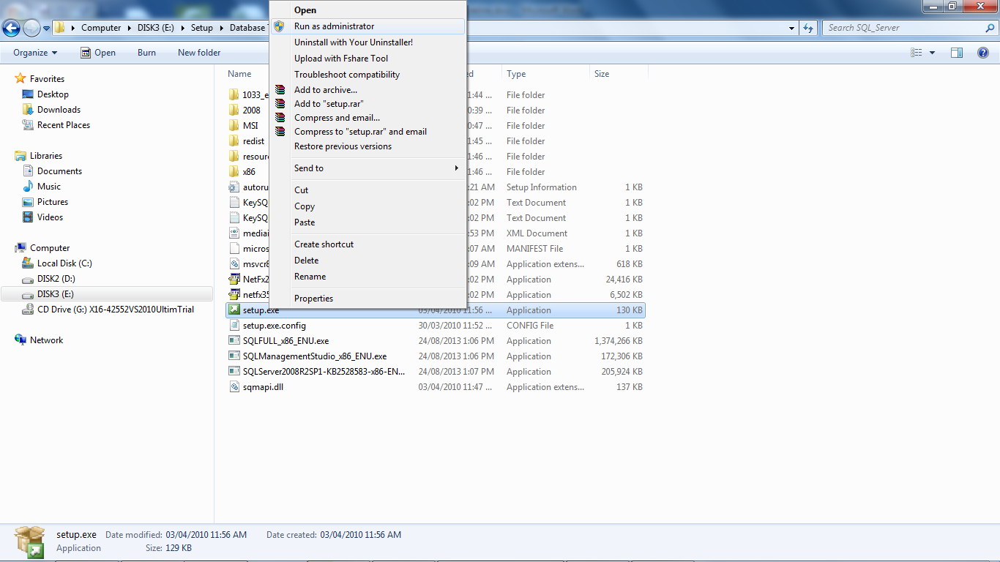 Computer DISK3 (E:) Setup Database
Search SQL_Server
Organize Open Burn New folder
Open
Run as administrator
Uninstall with Your Uninstaller!
Upload with Fshare Tool
Troubleshoot compatibility
Add to archive...
Add to "setup.rar"
Compress and email...
Compress to "setup.rar" and email
Restore previous versions
Send to
Cut
Copy
Paste
Create shortcut
Delete
Rename
Properties
Favorites
Desktop
Downloads
Recent Places
Libraries
Documents
Music
Pictures
Videos
Computer
Local Disk (C:)
DISK2 (D:)
DISK3 (E:)
CD Drive (G:) X16-42552VS2010UltimTrial
Network
Name ed Type Size
1033_e 1:44 ... File folder
2008 0:39 ... File folder
MSI 0:47 ... File folder
redist 1:45 ... File folder
resour 1:46 ... File folder
x86 1:46 ... File folder
autoru :21 AM Setup Information 1 KB
KeySQ :02 PM Text Document 1 KB
KeySQ :02 PM Text Document 1 KB
mediai :53 PM XML Document 1 KB
micros :07 AM MANIFEST File 1 KB
msvcr8 :09 AM Application extens... 618 KB
NetFx2 :02 PM Application 24,416 KB
netfx35 :02 PM Application 6,502 KB
setup.exe 03/04/2010 11:56 ... Application 130 KB
setup.exe.config 30/03/2010 11:52 ... CONFIG File 1 KB
SQLFULL_x86_ENU.exe 24/08/2013 1:06 PM Application 1,374,266 KB
SQLManagementStudio_x86_ENU.exe 24/08/2013 1:06 PM Application 172,306 KB
SQLServer2008R2SP1-KB2528583-x86-EN... 24/08/2013 1:07 PM Application 205,924 KB
sqmapi.dll 03/04/2010 11:47 ... Application extens... 137 KB
setup.exe Date modified: 03/04/2010 11:56 AM Date created: 03/04/2010 11:56 AM
Application Size: 129 KB